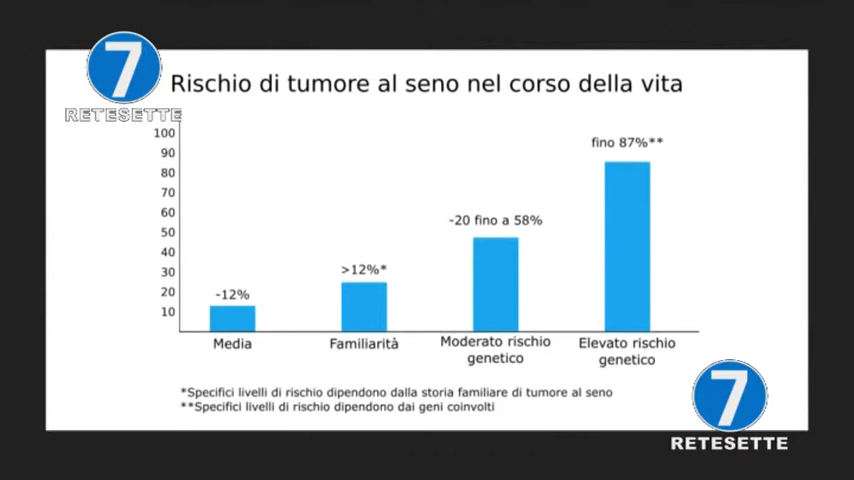 7
RETESETTE
Rischio di tumore al seno nel corso della vita
100
90
80
70
60
50
40
30
20
10
-12%
>12%*
-20 fino a 58%
fino 87%**
Media
Familiarità
Moderato rischio
genetico
Elevato rischio
genetico
*Specifici livelli di rischio dipendono dalla storia familiare di tumore al seno
**Specifici livelli di rischio dipendono dai geni coinvolti
7
RETESETTE